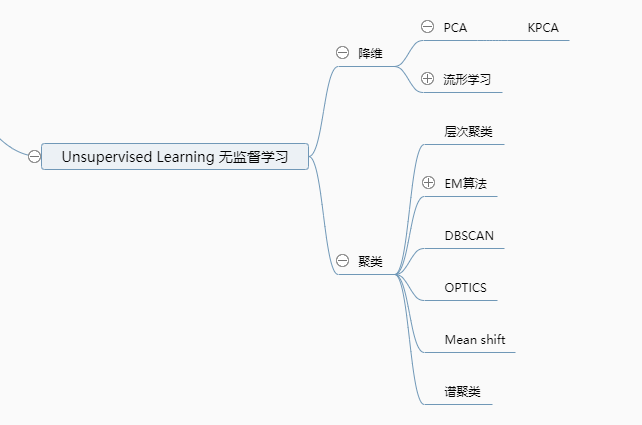 PCA
KPCA
降维
流形学习
Unsupervised Learning 无监督学习
层次聚类
EM算法
DBSCAN
聚类
OPTICS
Mean shift
谱聚类